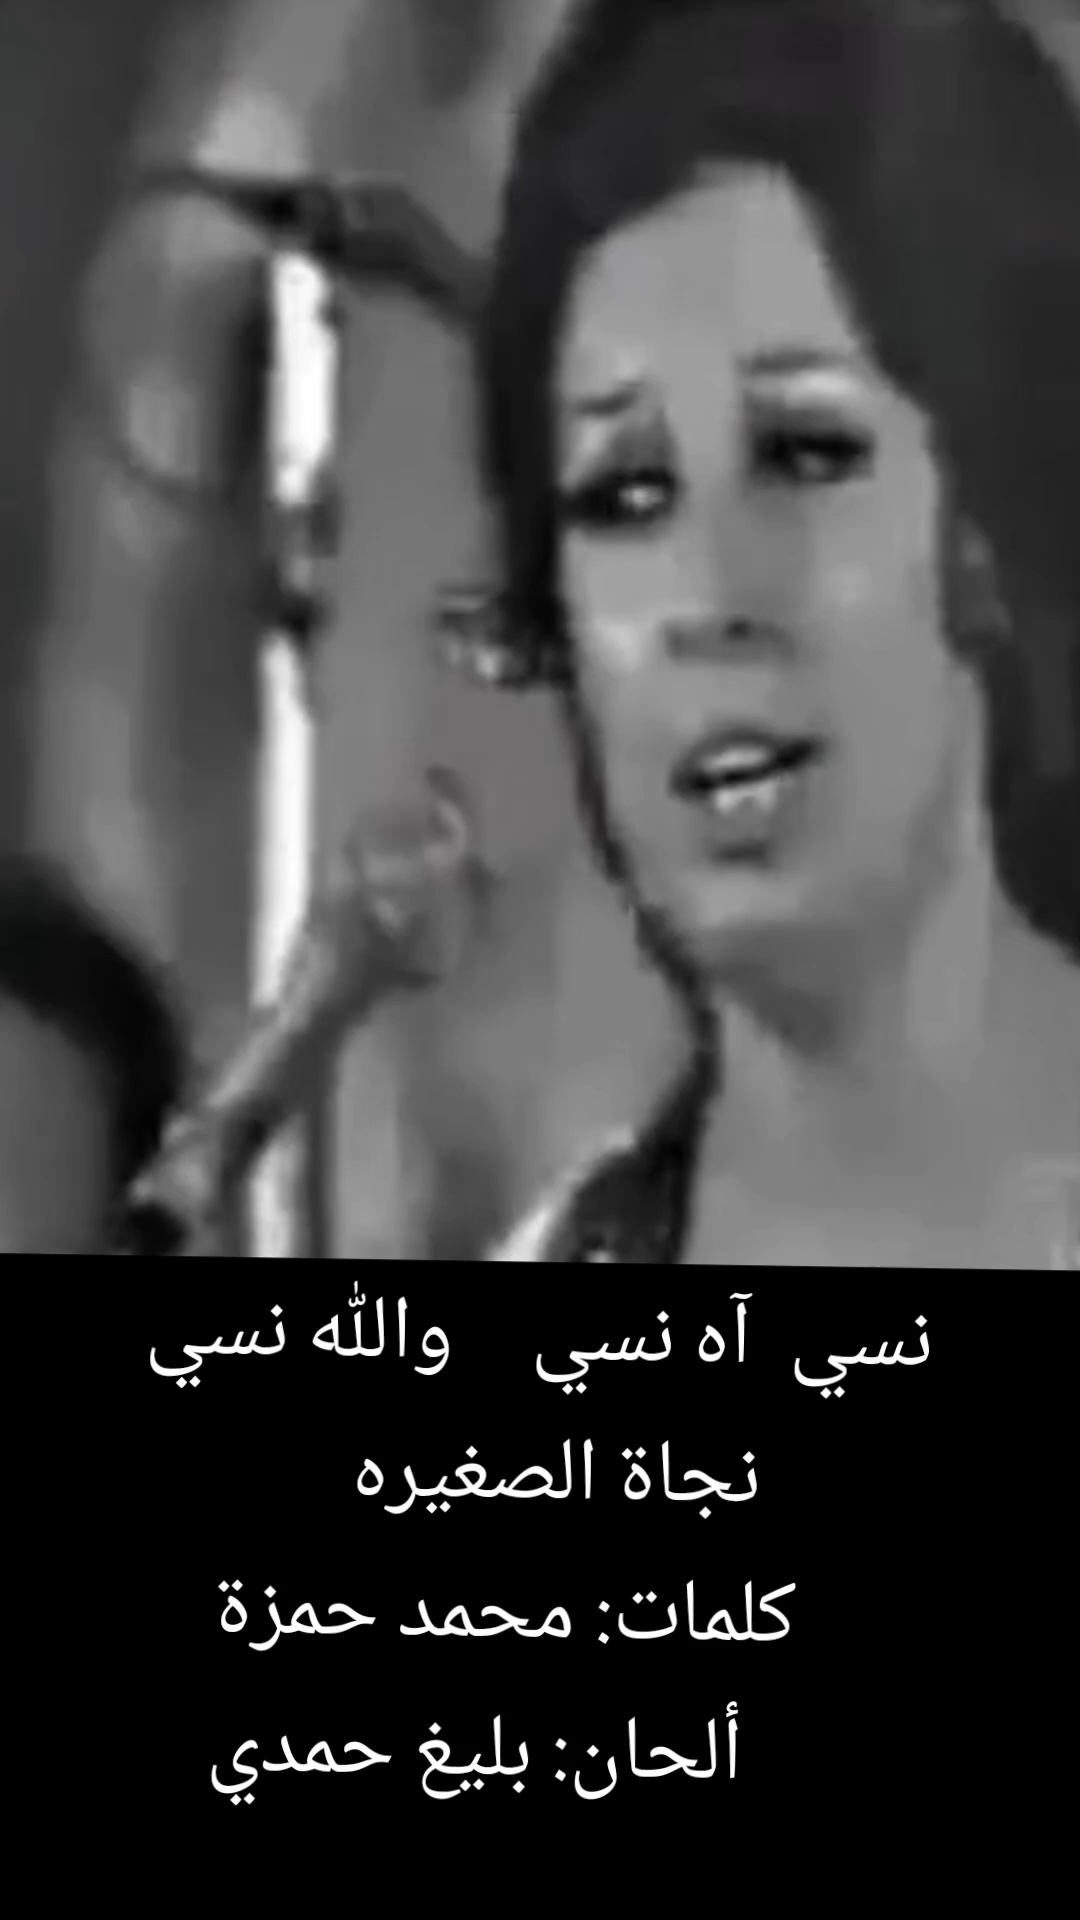 نسي آه نسي والله نسي
نجاة الصغيره
كلمات: محمد حمزة
ألحان: بليغ حمدي